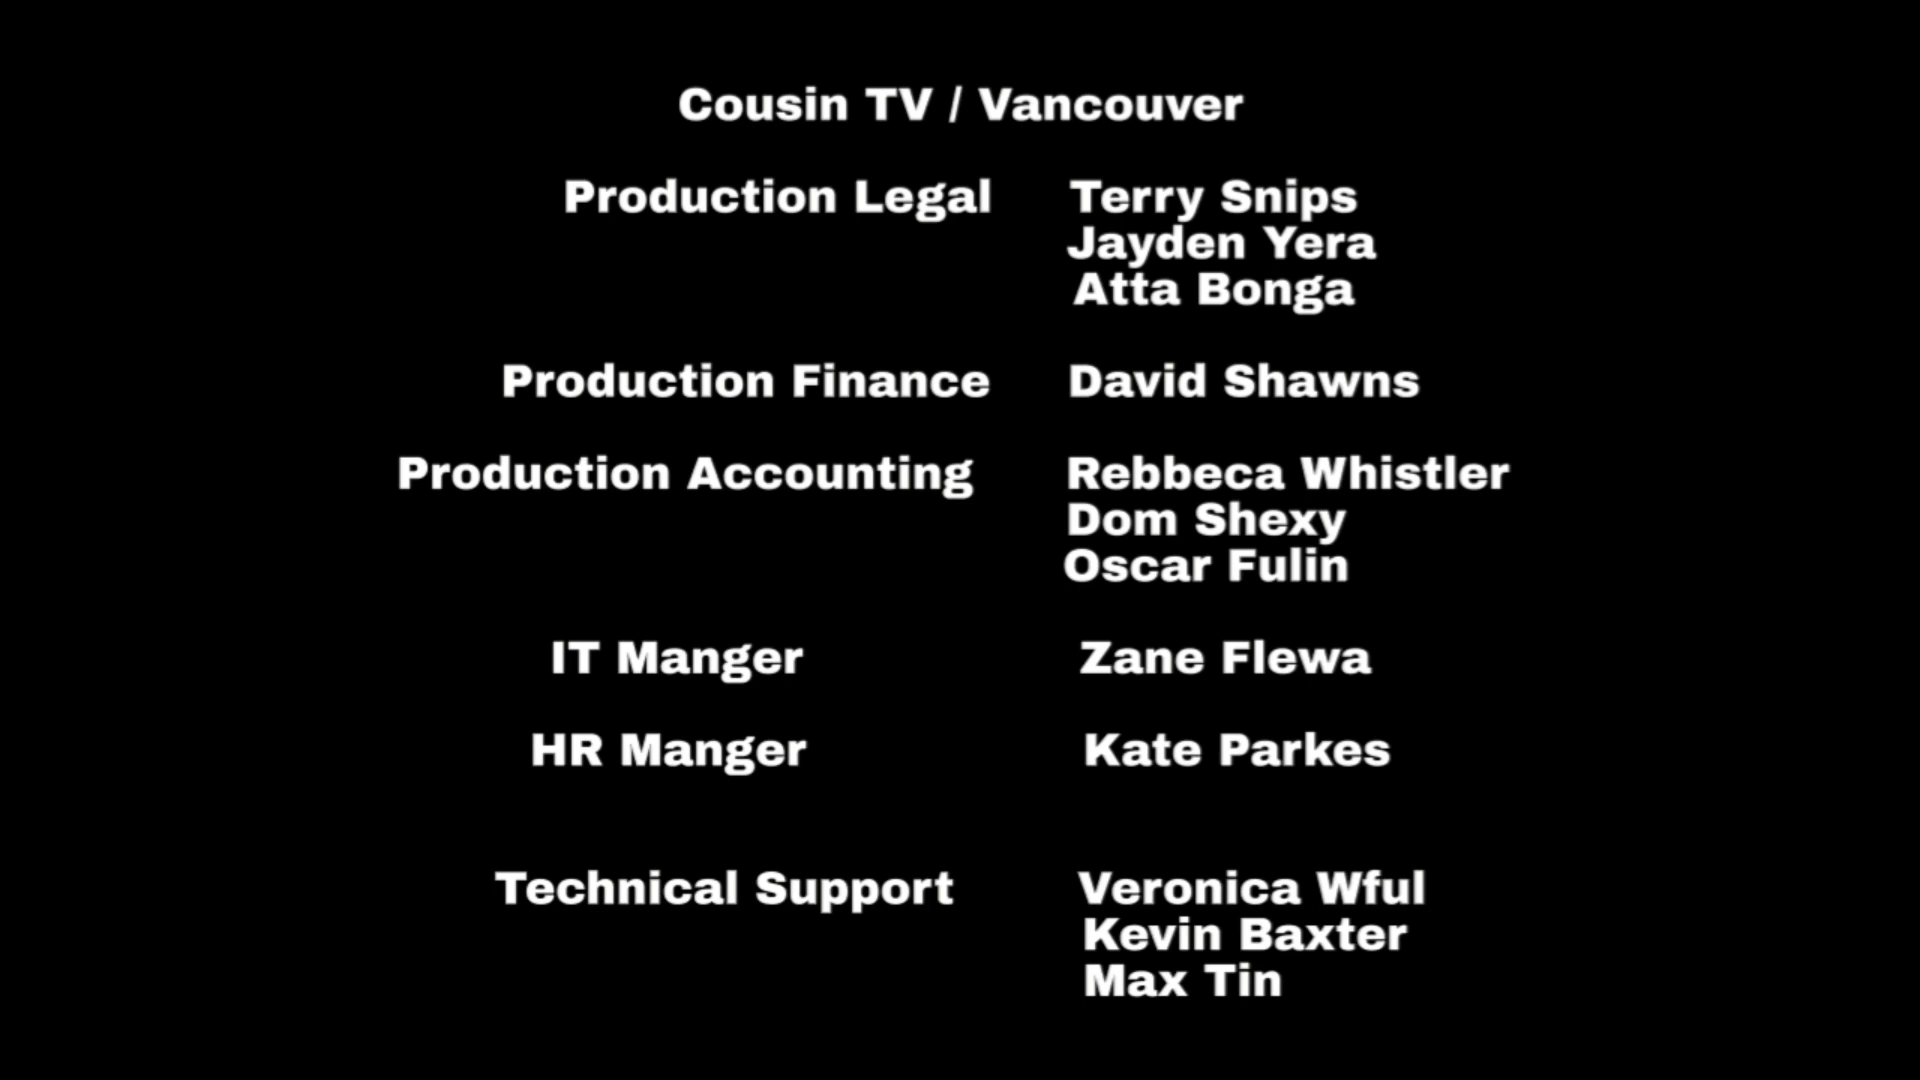 Cousin TV / Vancouver
Production Legal Terry Snips
Jayden Yera
Atta Bonga
Production Finance David Shawns
Production Accounting Rebbeca Whistler
Dom Shexy
Oscar Fulin
IT Manger Zane Flewa
HR Manger Kate Parkes
Technical Support Veronica Wful
Kevin Baxter
Max Tin